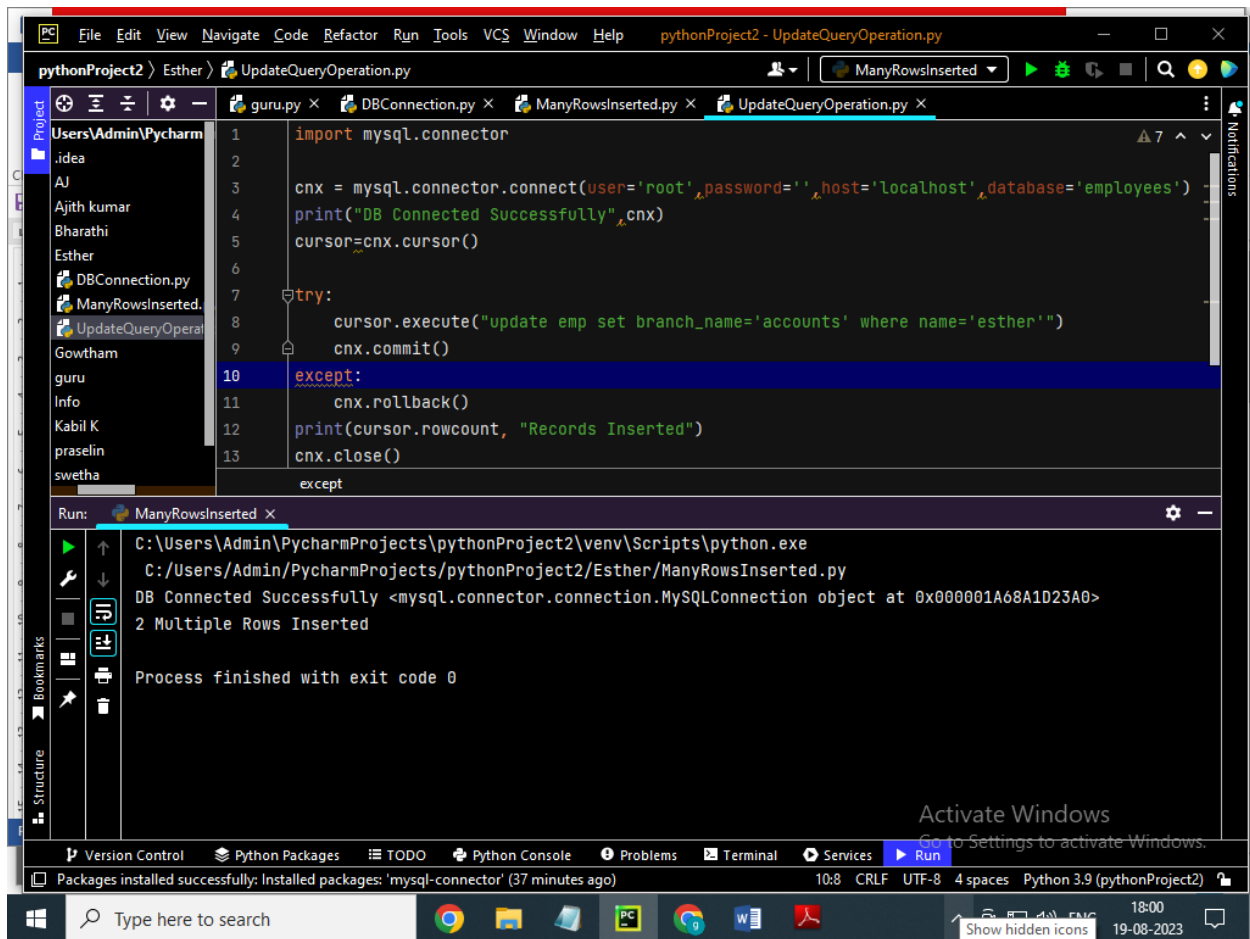 PC File Edit View Navigate Code Refactor Run Tools VCS Window Help pythonProject2 - UpdateQueryOperation.py
pythonProject2 〉 Esther 〉 UpdateQueryOperation.py ManyRowsInserted
guru.py × DBConnection.py × ManyRowsInserted.py × UpdateQueryOperation.py ×
Project
Users\Admin\Pycharm
.idea
AJ
Ajith kumar
Bharathi
Esther
DBConnection.py
ManyRowsInserted.
UpdateQueryOperat
Gowtham
guru
Info
Kabil K
praselin
swetha
1 import mysql.connector
2
3 cnx = mysql.connector.connect(user='root',password='',host='localhost',database='employees')
4 print("DB Connected Successfully",cnx)
5 cursor=cnx.cursor()
6
7 try:
8 cursor.execute("update emp set branch_name='accounts' where name='esther'")
9 cnx.commit()
10 except:
11 cnx.rollback()
12 print(cursor.rowcount, "Records Inserted")
13 cnx.close()
except
7
Notifications
Run: ManyRowsInserted ×
C:\Users\Admin\PycharmProjects\pythonProject2\venv\Scripts\python.exe
C:/Users/Admin/PycharmProjects/pythonProject2/Esther/ManyRowsInserted.py
DB Connected Successfully <mysql.connector.connection.MySQLConnection object at 0x000001A68A1D23A0>
2 Multiple Rows Inserted
Process finished with exit code 0
Bookmarks
Structure
Activate Windows
Go to Settings to activate Windows.
Version Control Python Packages TODO Python Console Problems Terminal Services Run
Packages installed successfully: Installed packages: 'mysql-connector' (37 minutes ago) 10:8 CRLF UTF-8 4 spaces Python 3.9 (pythonProject2)
Type here to search
PC
ENG
Show hidden icons
18:00
19-08-2023